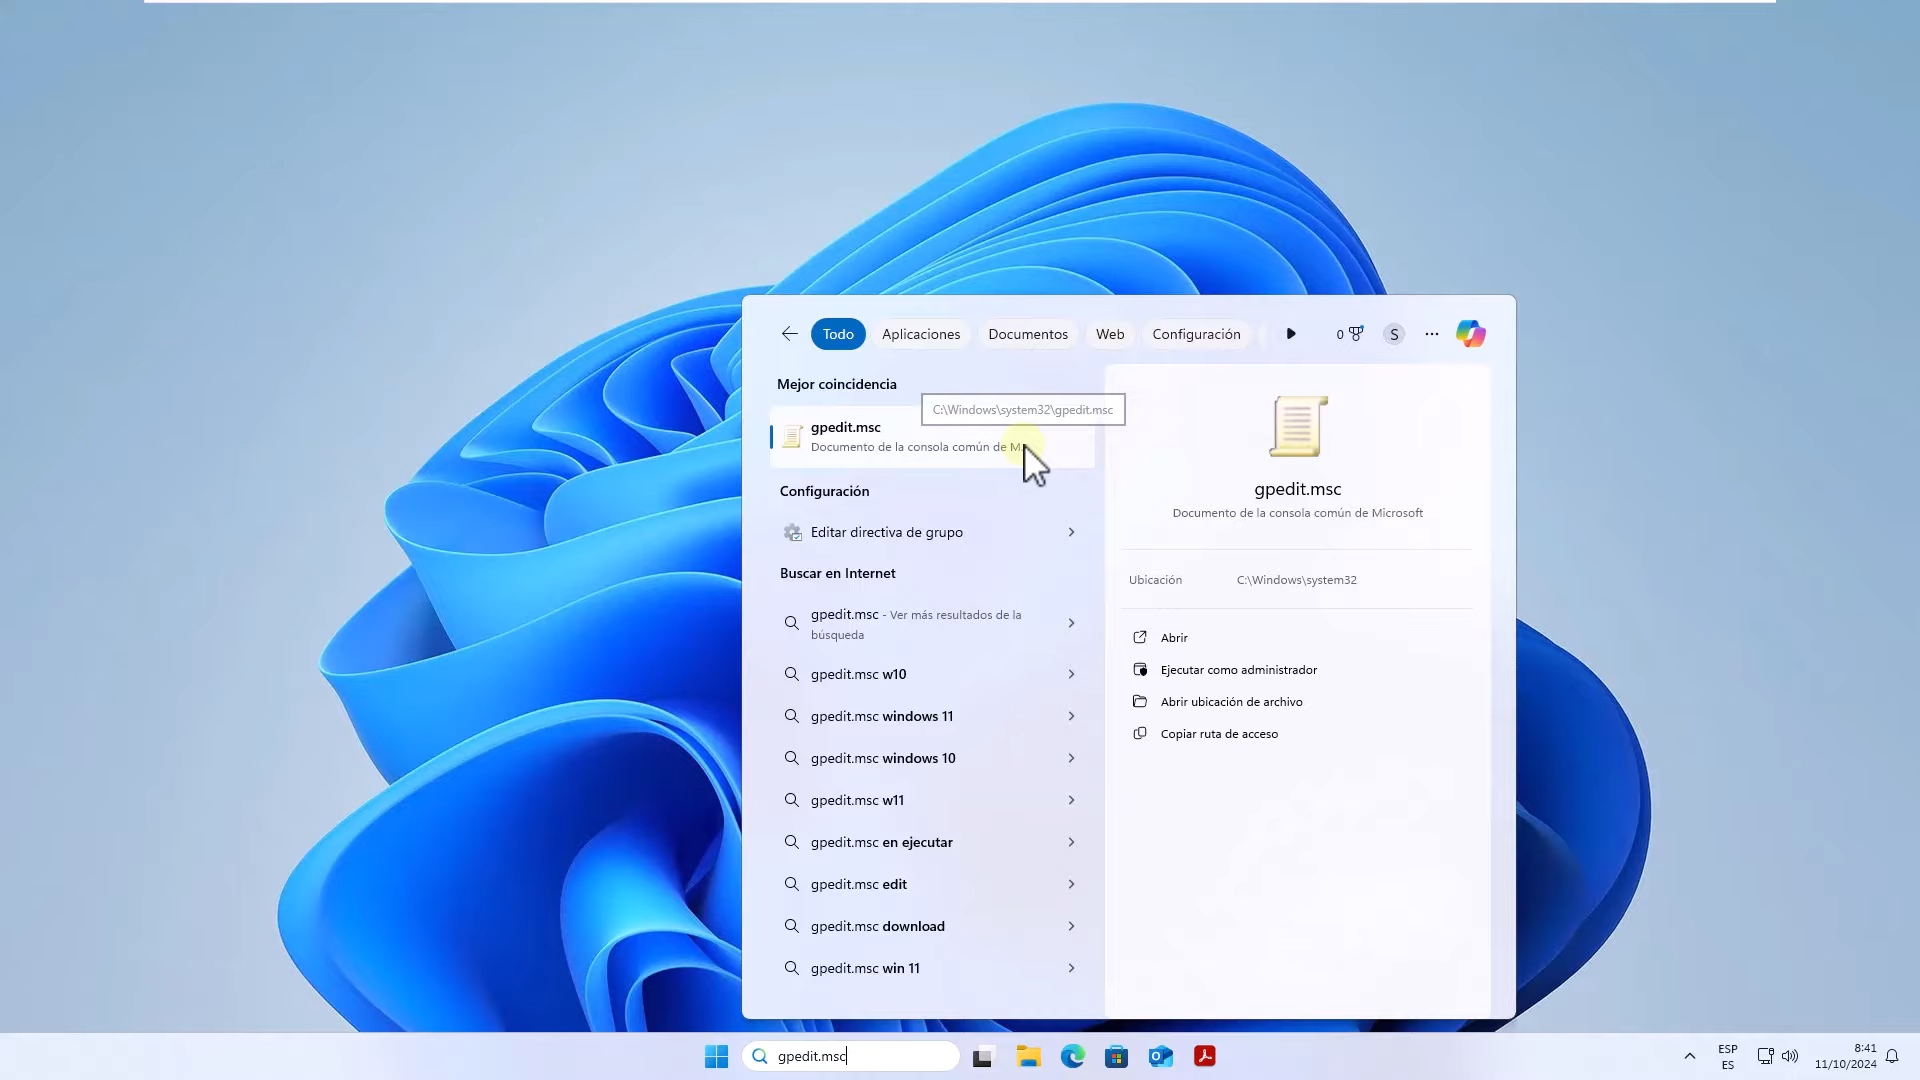 Todo Aplicaciones Documentos Web Configuración 0 S
Mejor coincidencia
C:\Windows\system32\gpedit.msc
gpedit.msc
Documento de la consola común de M
Configuración
Editar directiva de grupo
Buscar en Internet
gpedit.msc - Ver más resultados de la
búsqueda
gpedit.msc w10
gpedit.msc windows 11
gpedit.msc windows 10
gpedit.msc w11
gpedit.msc en ejecutar
gpedit.msc edit
gpedit.msc download
gpedit.msc win 11
gpedit.msc
Documento de la consola común de Microsoft
Ubicación C:\Windows\system32
Abrir
Ejecutar como administrador
Abrir ubicación de archivo
Copiar ruta de acceso
gpedit.msc
ESP
ES
8:41
11/10/2024